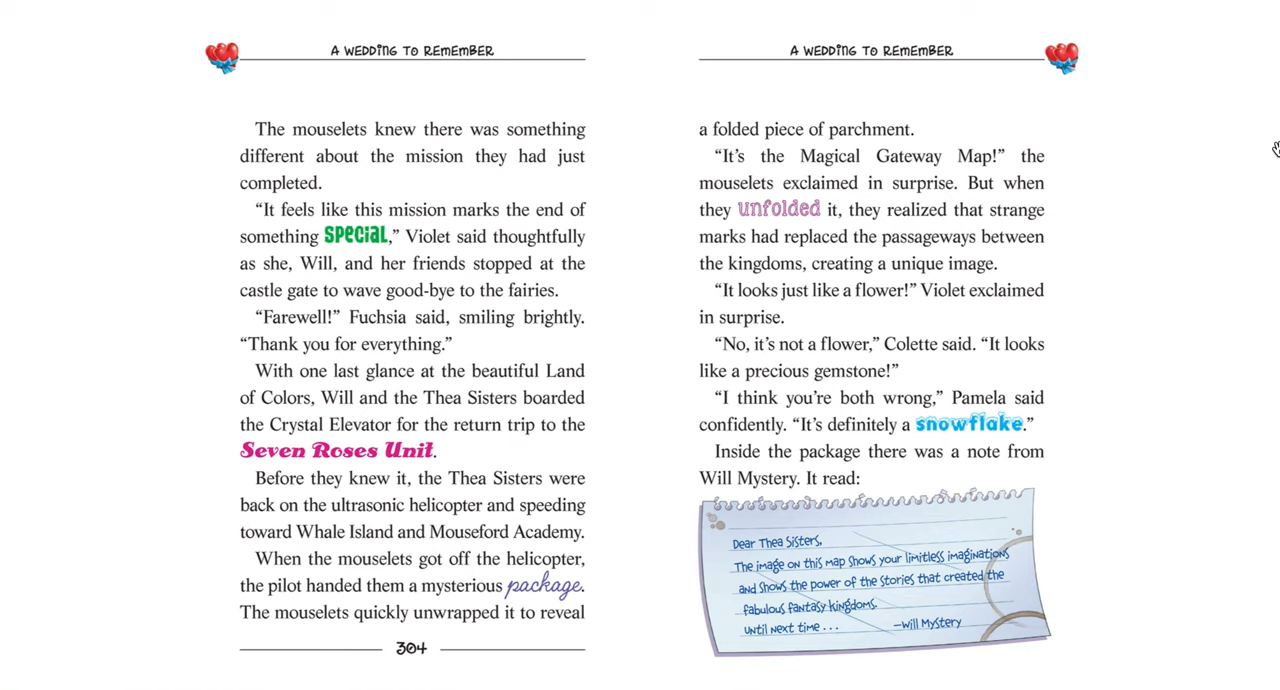 A WEDDING TO REMEMBER
The mouselets knew there was something
different about the mission they had just
completed.
“It feels like this mission marks the end of
something SPECIAL,” Violet said thoughtfully
as she, Will, and her friends stopped at the
castle gate to wave good-bye to the fairies.
“Farewell!” Fuchsia said, smiling brightly.
“Thank you for everything.”
With one last glance at the beautiful Land
of Colors, Will and the Thea Sisters boarded
the Crystal Elevator for the return trip to the
Seven Roses Unit.
Before they knew it, the Thea Sisters were
back on the ultrasonic helicopter and speeding
toward Whale Island and Mouseford Academy.
When the mouselets got off the helicopter,
the pilot handed them a mysterious package.
The mouselets quickly unwrapped it to reveal
304
A WEDDING TO REMEMBER
a folded piece of parchment.
“It’s the Magical Gateway Map!” the
mouselets exclaimed in surprise. But when
they unfolded it, they realized that strange
marks had replaced the passageways between
the kingdoms, creating a unique image.
“It looks just like a flower!” Violet exclaimed
in surprise.
“No, it’s not a flower,” Colette said. “It looks
like a precious gemstone!”
“I think you’re both wrong,” Pamela said
confidently. “It’s definitely a snowflake.”
Inside the package there was a note from
Will Mystery. It read:
Dear Thea Sisters,
The image on this map shows your limitless imaginations
and shows the power of the stories that created the
fabulous fantasy kingdoms.
Until next time . . . —Will Mystery